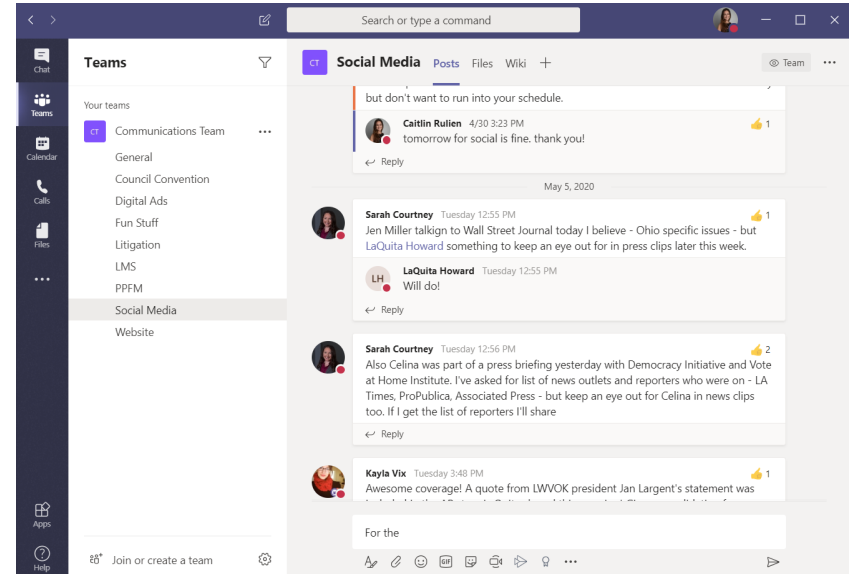 Search or type a command
Chat
Teams
Calendar
Calls
Files
Apps
Help
Teams
Your teams
CT Communications Team
General
Council Convention
Digital Ads
Fun Stuff
Litigation
LMS
PPFM
Social Media
Website
Join or create a team
CT Social Media Posts Files Wiki
Team
but don't want to run into your schedule.
Caitlin Rulien 4/30 3:23 PM 1
tomorrow for social is fine. thank you!
Reply
May 5, 2020
Sarah Courtney Tuesday 12:55 PM 1
Jen Miller talkign to Wall Street Journal today I believe - Ohio specific issues - but
LaQuita Howard something to keep an eye out for in press clips later this week.
LH LaQuita Howard Tuesday 12:55 PM
Will do!
Reply
Sarah Courtney Tuesday 12:56 PM 2
Also Celina was part of a press briefing yesterday with Democracy Initiative and Vote
at Home Institute. I've asked for list of news outlets and reporters who were on - LA
Times, ProPublica, Associated Press - but keep an eye out for Celina in news clips
too. If I get the list of reporters I'll share
Reply
Kayla Vix Tuesday 3:48 PM 1
Awesome coverage! A quote from LWVOK president Jan Largent's statement was
For the
GIF